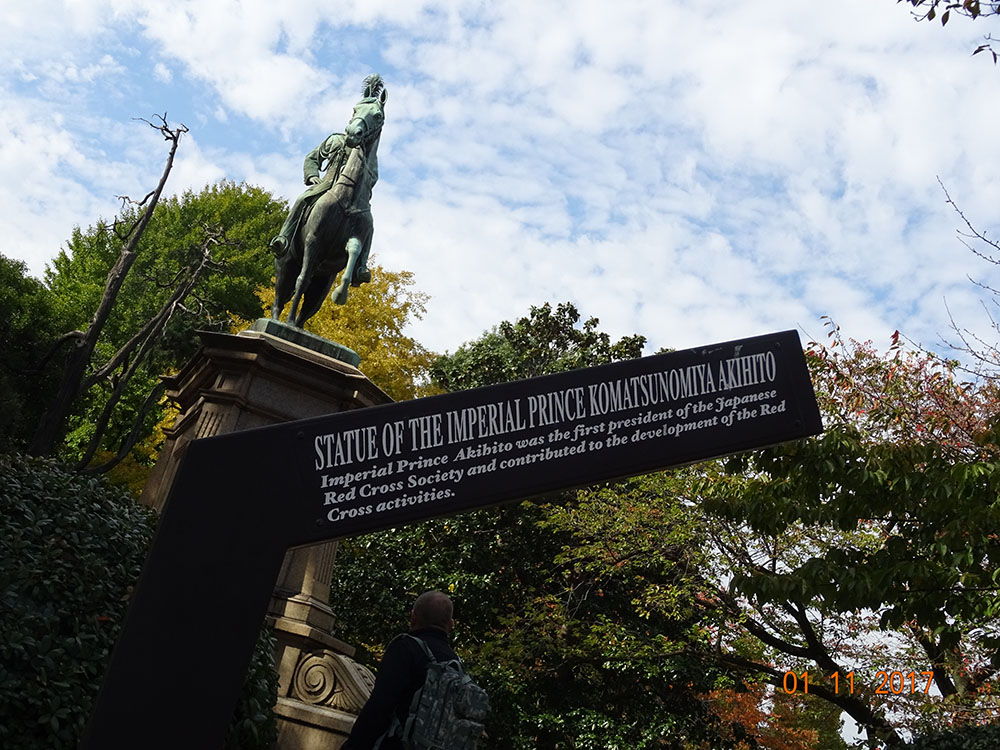 STATUE OF THE IMPERIAL PRINCE KOMATSUNOMIYA AKIHITO
Imperial Prince Akihito was the first president of the Japanese
Red Cross Society and contributed to the development of the Red
Cross activities.
01 11 2017